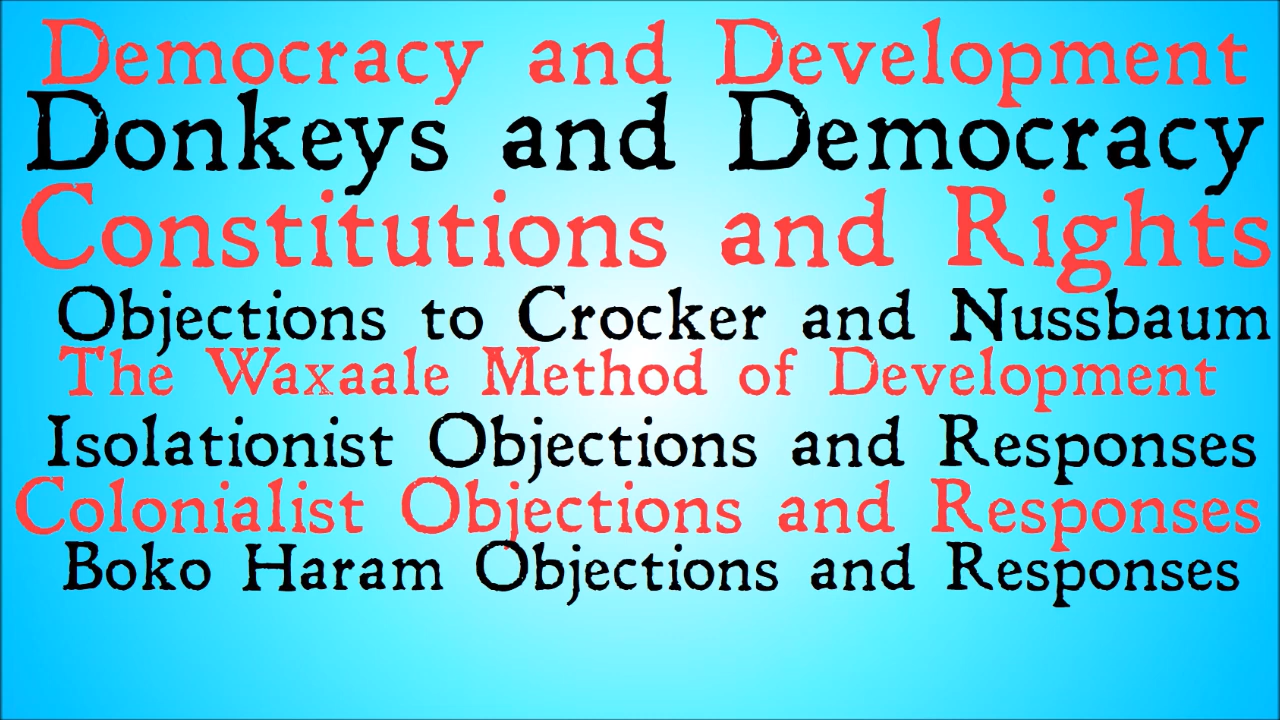 Democracy and Development
Donkeys and Democracy
Constitutions and Rights
Objections to Crocker and Nussbaum
The Waxaale Method of Development
Isolationist Objections and Responses
Colonialist Objections and Responses
Boko Haram Objections and Responses